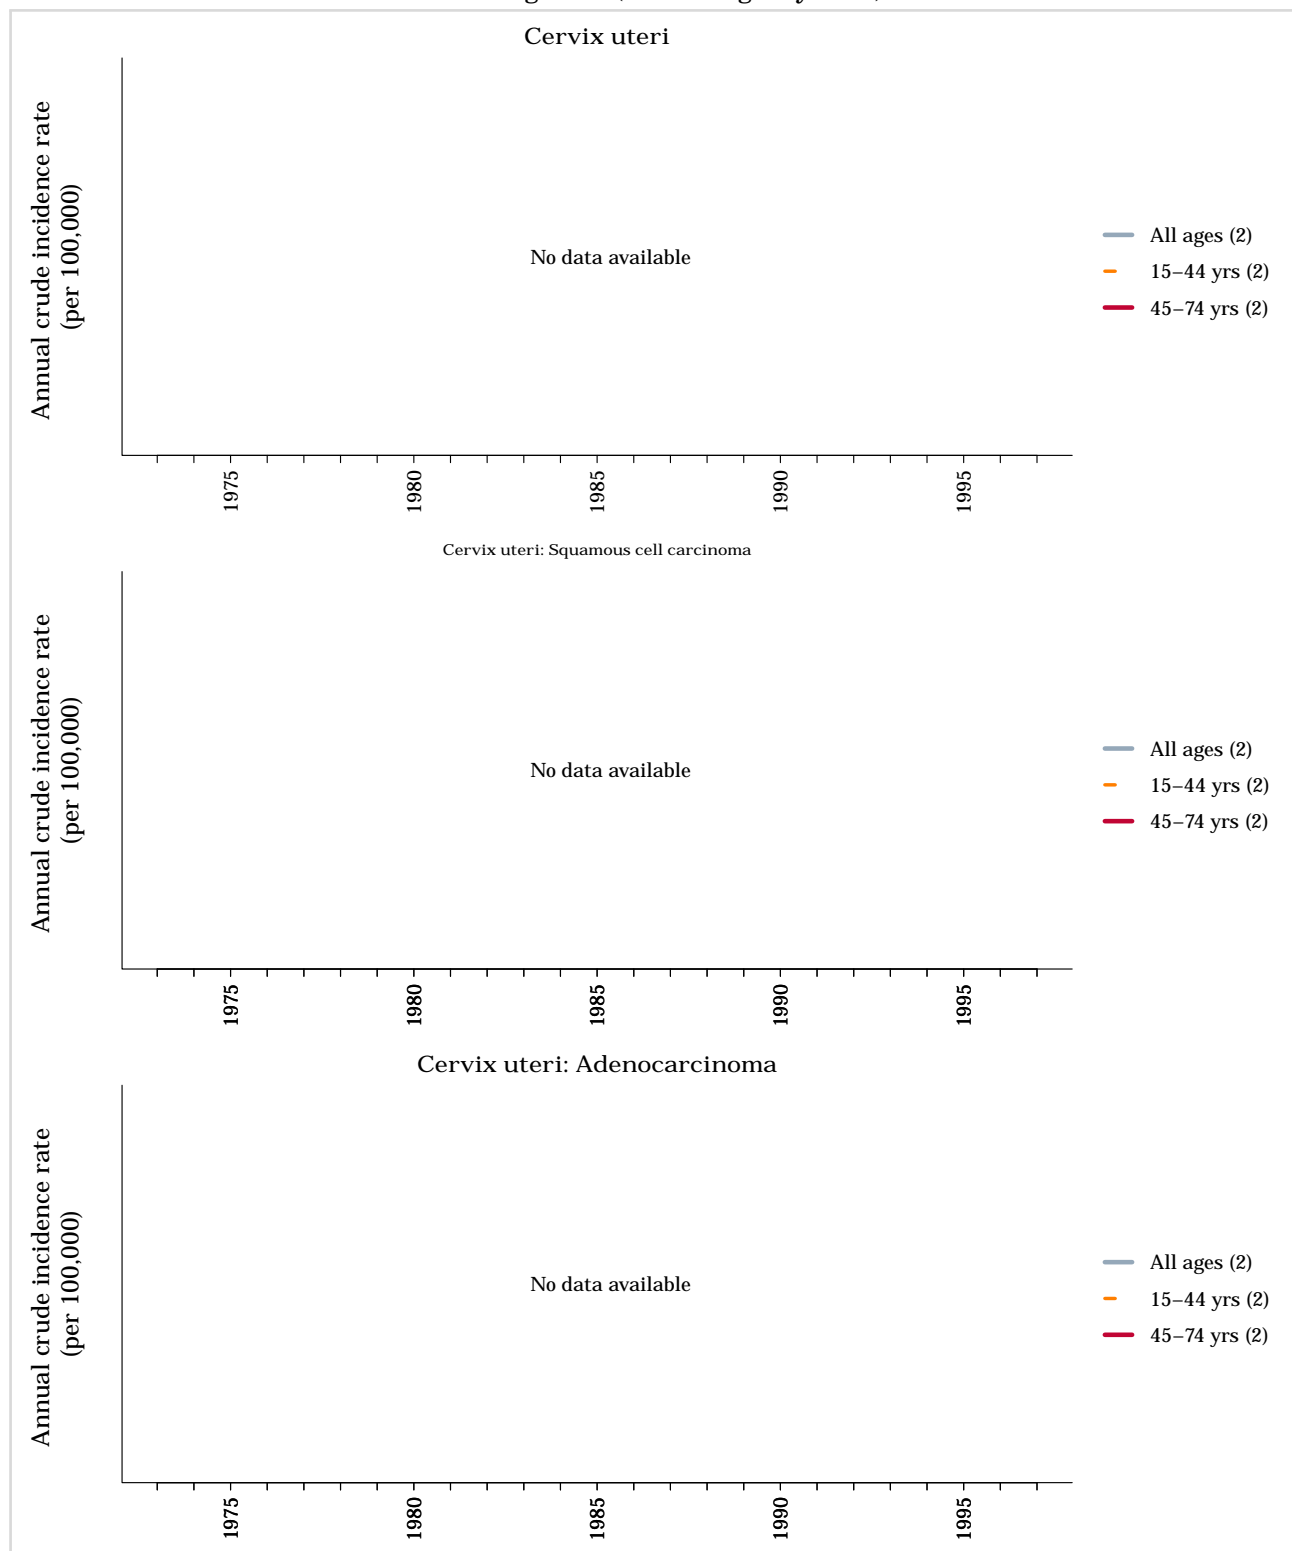 Cervix uteri
Annual crude incidence rate
(per 100,000)
No data available
All ages (2)
15–44 yrs (2)
45–74 yrs (2)
1975
1980
1985
1990
1995
Cervix uteri: Squamous cell carcinoma
Annual crude incidence rate
(per 100,000)
No data available
All ages (2)
15–44 yrs (2)
45–74 yrs (2)
1975
1980
1985
1990
1995
Cervix uteri: Adenocarcinoma
Annual crude incidence rate
(per 100,000)
No data available
All ages (2)
15–44 yrs (2)
45–74 yrs (2)
1975
1980
1985
1990
1995